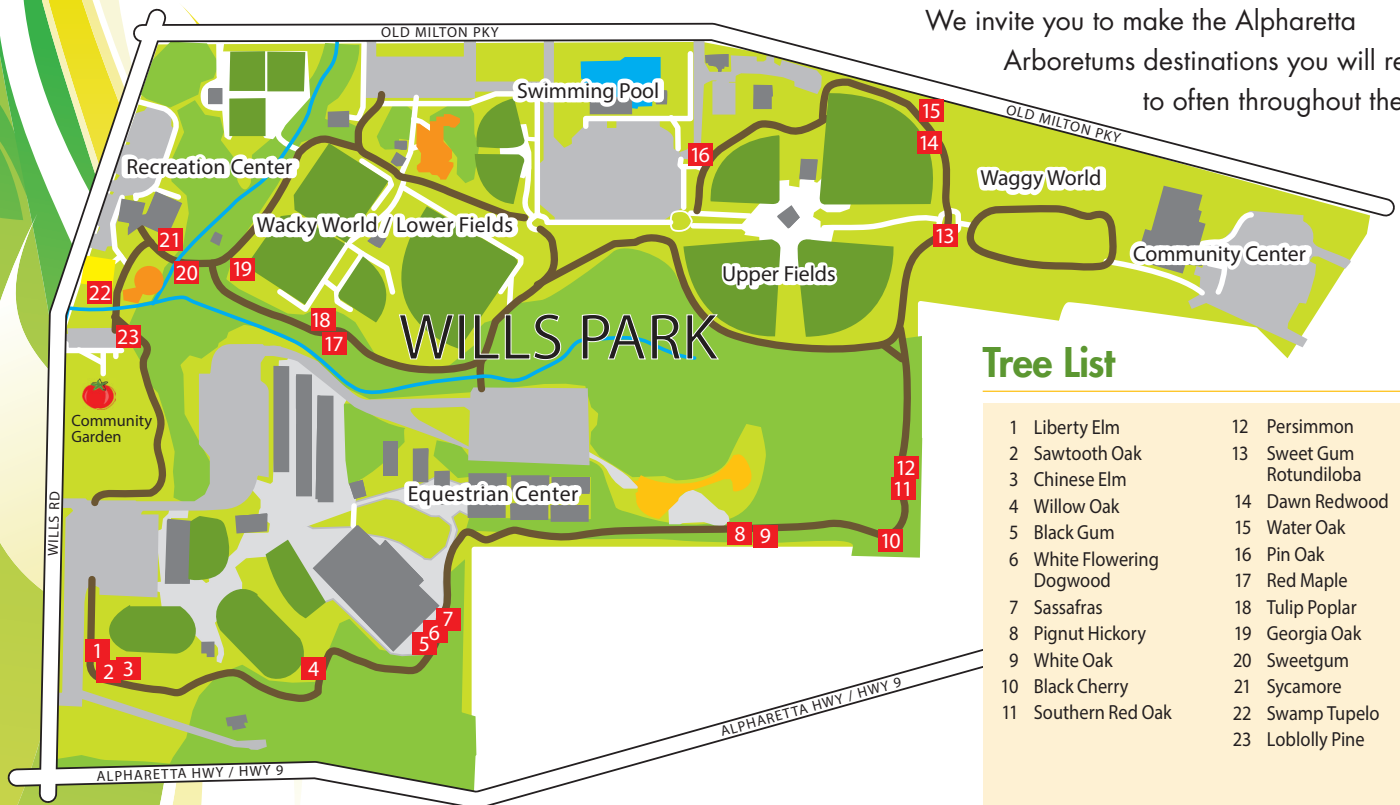 We invite you to make the Alpharetta
Arboretums destinations you will re
to often throughout the
OLD MILTON PKY
OLD MILTON PKY
Swimming Pool
15
14
16
Recreation Center
Waggy World
Wacky World / Lower Fields
13
Community Center
21
20
19
Upper Fields
22
18
17
23
WILLS PARK
Community
Garden
12
11
Equestrian Center
WILLS RD
8
9
10
7
6
5
1
2
3
4
ALPHARETTA HWY / HWY 9
ALPHARETTA HWY / HWY 9
Tree List
1 Liberty Elm
2 Sawtooth Oak
3 Chinese Elm
4 Willow Oak
5 Black Gum
6 White Flowering
Dogwood
7 Sassafras
8 Pignut Hickory
9 White Oak
10 Black Cherry
11 Southern Red Oak
12 Persimmon
13 Sweet Gum
Rotundiloba
14 Dawn Redwood
15 Water Oak
16 Pin Oak
17 Red Maple
18 Tulip Poplar
19 Georgia Oak
20 Sweetgum
21 Sycamore
22 Swamp Tupelo
23 Loblolly Pine